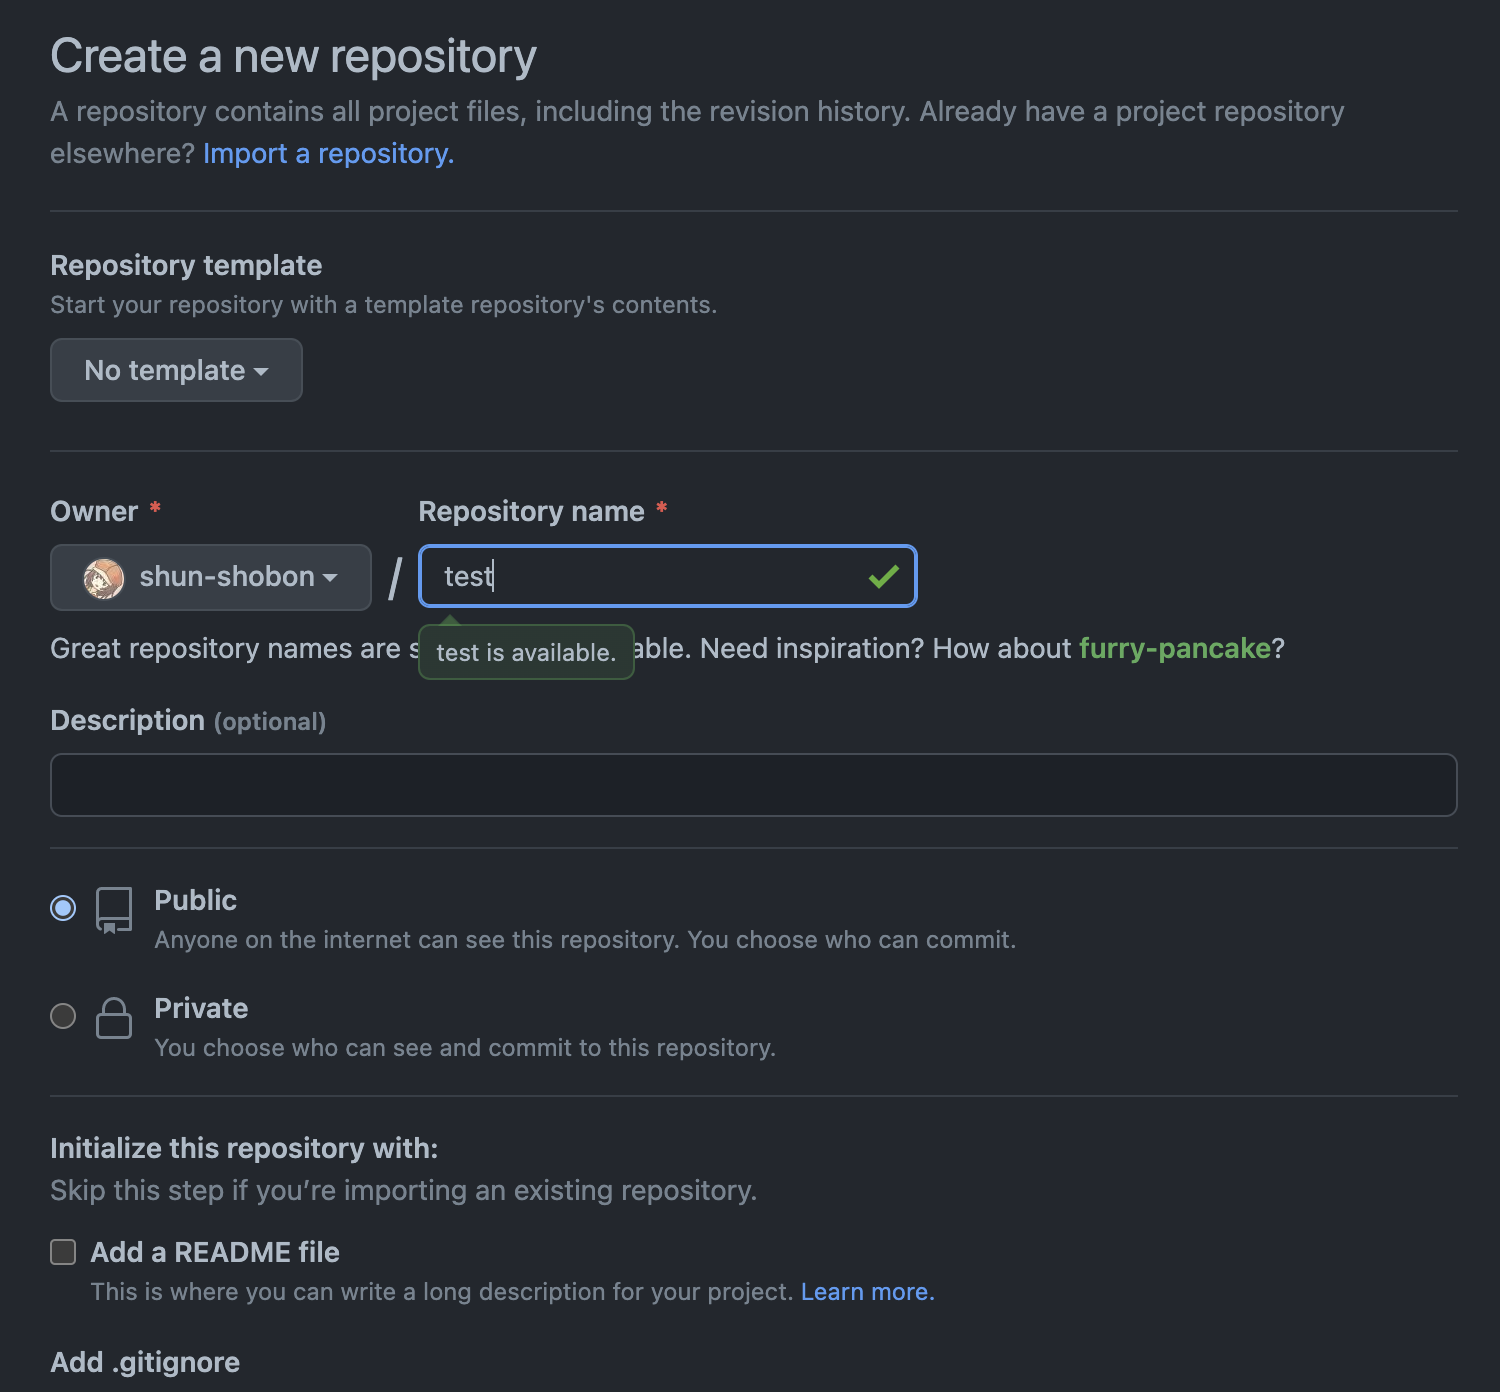 Create a new repository
A repository contains all project files, including the revision history. Already have a project repository
elsewhere? Import a repository.
Repository template
Start your repository with a template repository's contents.
No template
Owner * Repository name *
shun-shobon / test
Great repository names are s able. Need inspiration? How about furry-pancake?
test is available.
Description (optional)
Public
Anyone on the internet can see this repository. You choose who can commit.
Private
You choose who can see and commit to this repository.
Initialize this repository with:
Skip this step if you’re importing an existing repository.
Add a README file
This is where you can write a long description for your project. Learn more.
Add .gitignore